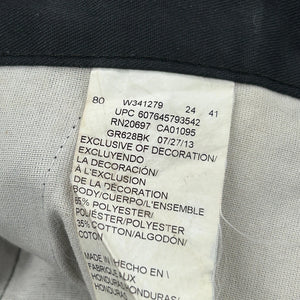 80 W341279 24 41
UPC 607645793542
RN20697 CA01095
GR628BK 07/27/13
EXCLUSIVE OF DECORATION/
EXCLUYENDO
LA DECORACIÓN/
À L'EXCLUSION
DE LA DÉCORATION
BODY/CUERPO/L'ENSEMBLE
65% POLYESTER/
POLIÉSTER/POLYESTER
35% COTTON/ALGODÓN/
COTON
MADE IN / HECHO EN \
FABRIQUÉ AUX
HONDURAS/HONDURAS/
HONDURAS